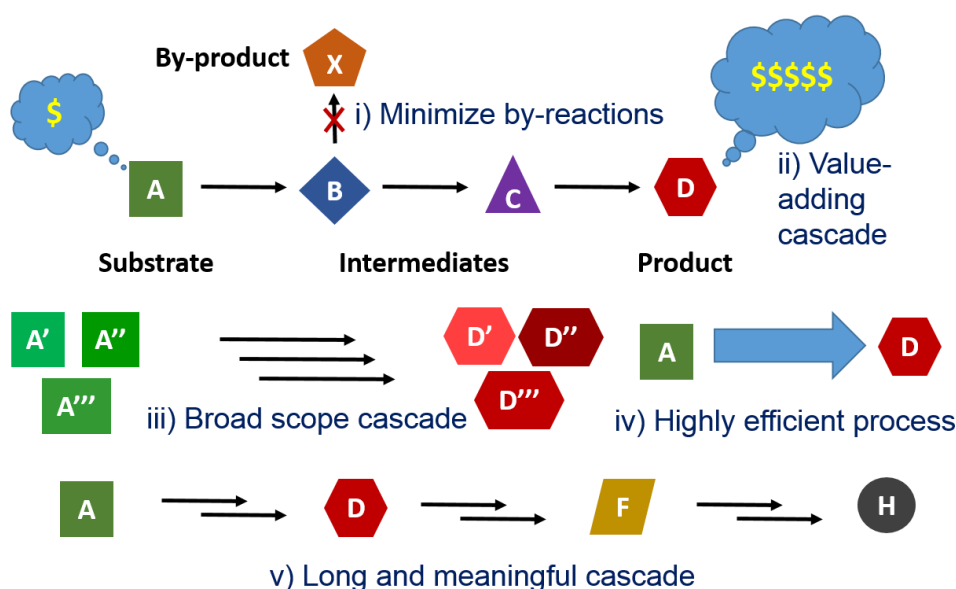 By-product
X
$
$$$$$
i) Minimize by-reactions
A
B
C
D
ii) Value-
adding
cascade
Substrate
Intermediates
Product
A'
A''
A'''
D'
D''
D'''
iii) Broad scope cascade
A
D
iv) Highly efficient process
A
D
F
H
v) Long and meaningful cascade